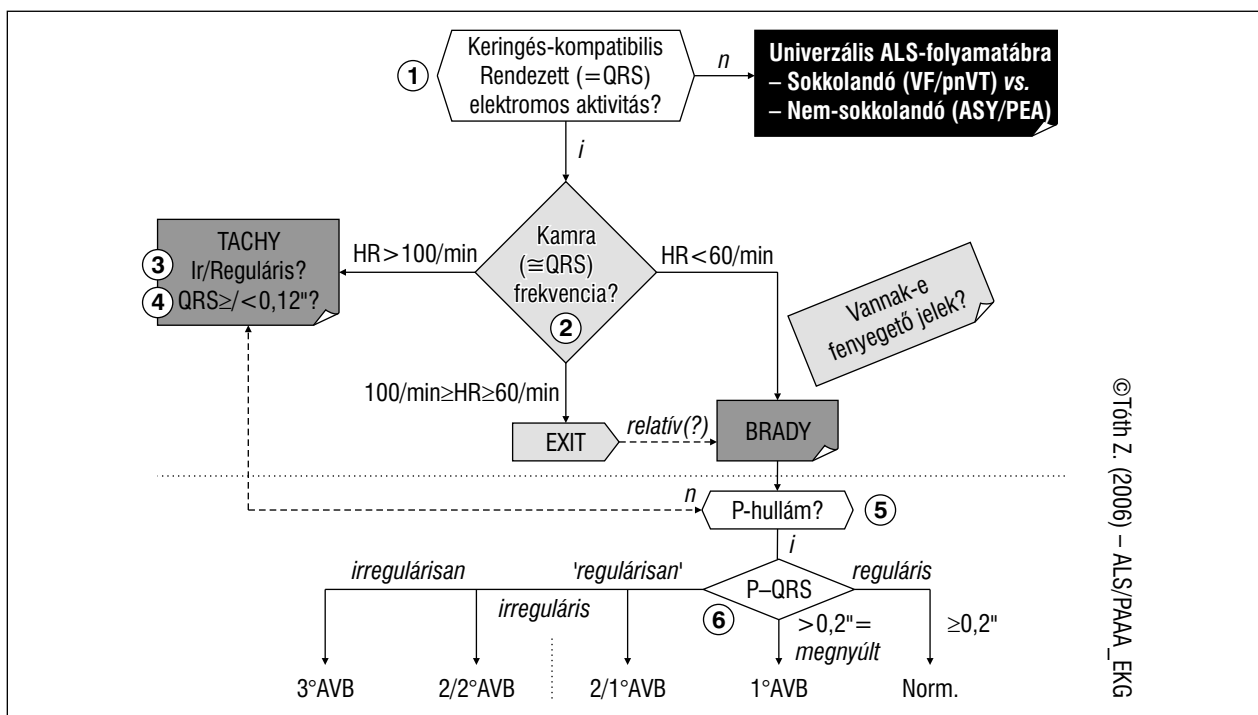 1
Keringés-kompatibilis
Rendezett (=QRS)
elektromos aktivitás?
n
Univerzális ALS-folyamatábra
– Sokkolandó (VF/pnVT) vs.
– Nem-sokkolandó (ASY/PEA)
i
TACHY
3
Ir/Reguláris?
4
QRS≥/<0,12"?
HR>100/min
Kamra
(≅QRS)
frekvencia?
2
HR<60/min
Vannak-e
fenyegető jelek?
100/min≥HR≥60/min
EXIT
relatív(?)
BRADY
n
P-hullám?
5
i
irregulárisan
'regulárisan'
irreguláris
P–QRS
6
reguláris
>0,2"=
megnyúlt
≥0,2"
3°AVB
2/2°AVB
2/1°AVB
1°AVB
Norm.
©Tóth Z. (2006) – ALS/PAAA_EKG